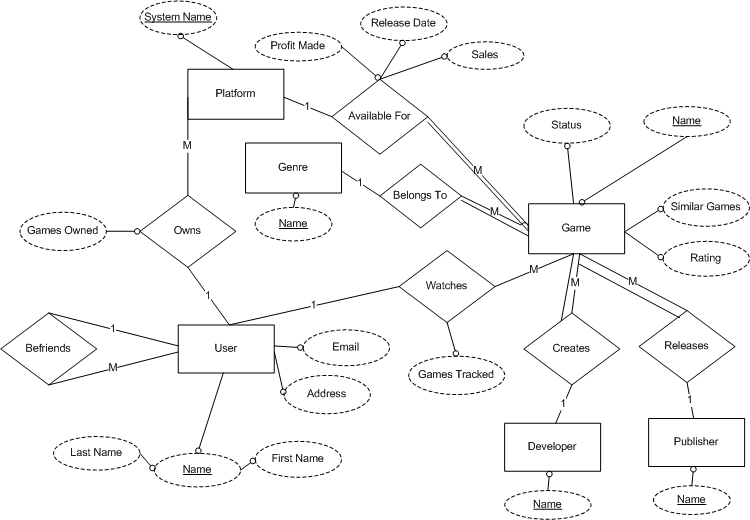 System Name
Release Date
Profit Made
Sales
Platform
1
Available For
Status
Name
M
M
Genre
1
Belongs To
M
Similar Games
Name
Game
Games Owned
Owns
Rating
M
M
M
Watches
1
1
1
Befriends
User
Email
Creates
Releases
M
Games Tracked
Address
1
1
Developer
Publisher
Last Name
First Name
Name
Name
Name